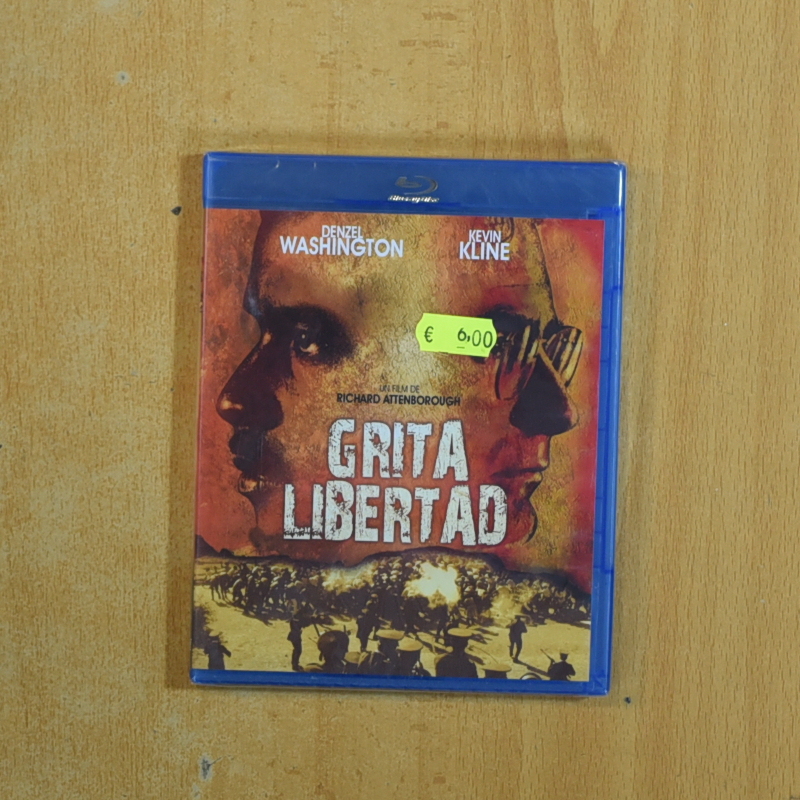 Blu-ray Disc
DENZEL
WASHINGTON
KEVIN
KLINE
€ 6,00
UN FILM DE
RICHARD ATTENBOROUGH
GRITA
LIBERTAD